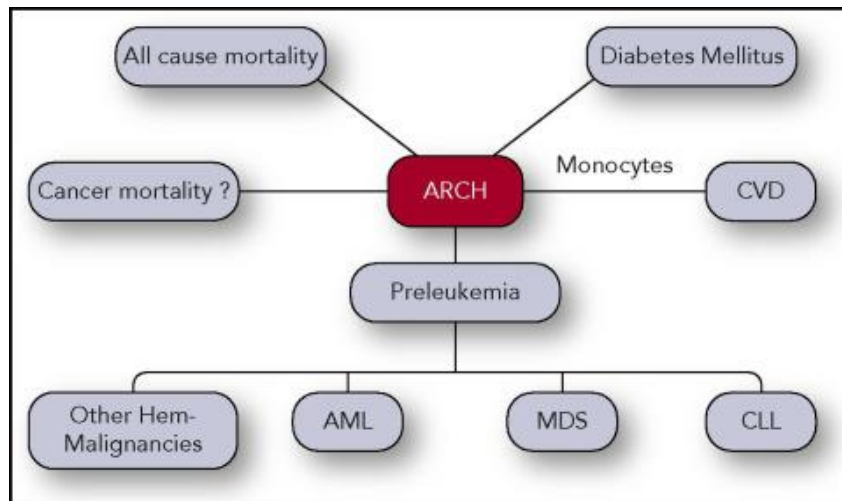 All cause mortality
Diabetes Mellitus
Cancer mortality ?
ARCH
Monocytes
CVD
Preleukemia
Other Hem-
Malignancies
AML
MDS
CLL